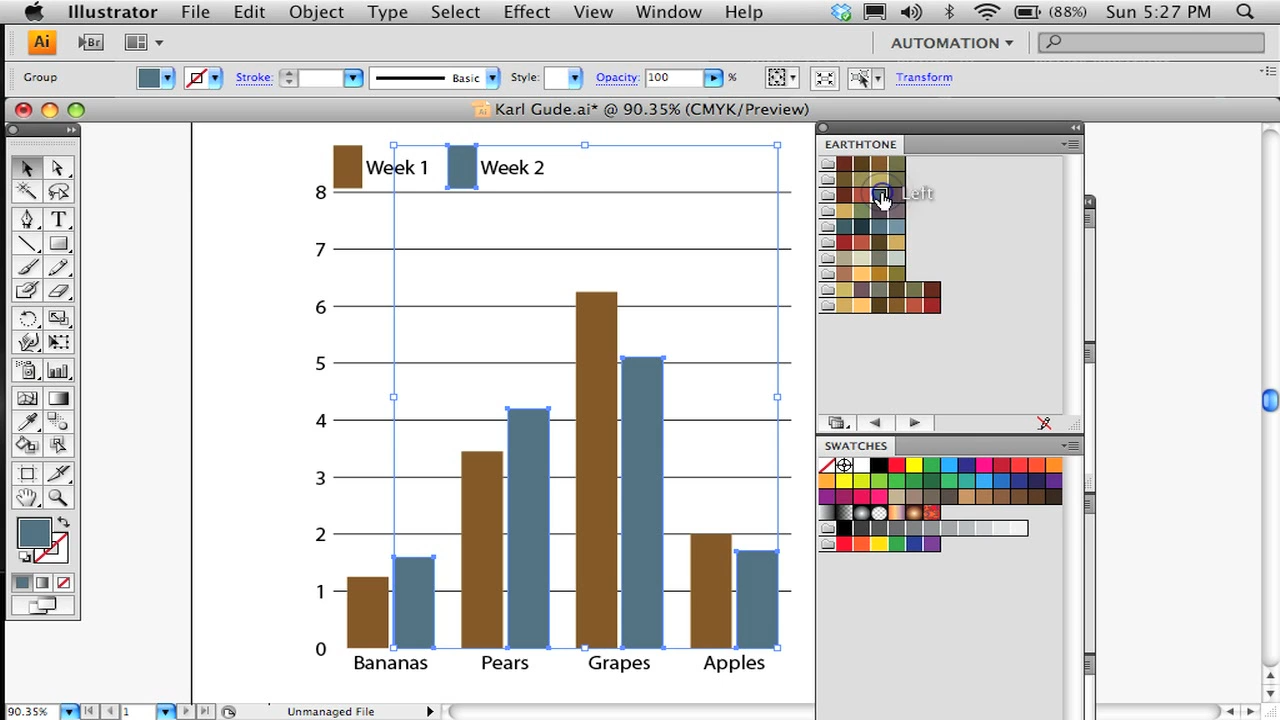 Illustrator File Edit Object Type Select Effect View Window Help (88%) Sun 5:27 PM
Ai Br AUTOMATION
Group Stroke: Basic Style: Opacity: 100 % Transform
Karl Gude.ai* @ 90.35% (CMYK/Preview)
EARTHTONE
Left
Week 1 Week 2
8
7
6
5
4
3
2
1
0
Bananas Pears Grapes Apples
SWATCHES
T
90.35% 1 Unmanaged File